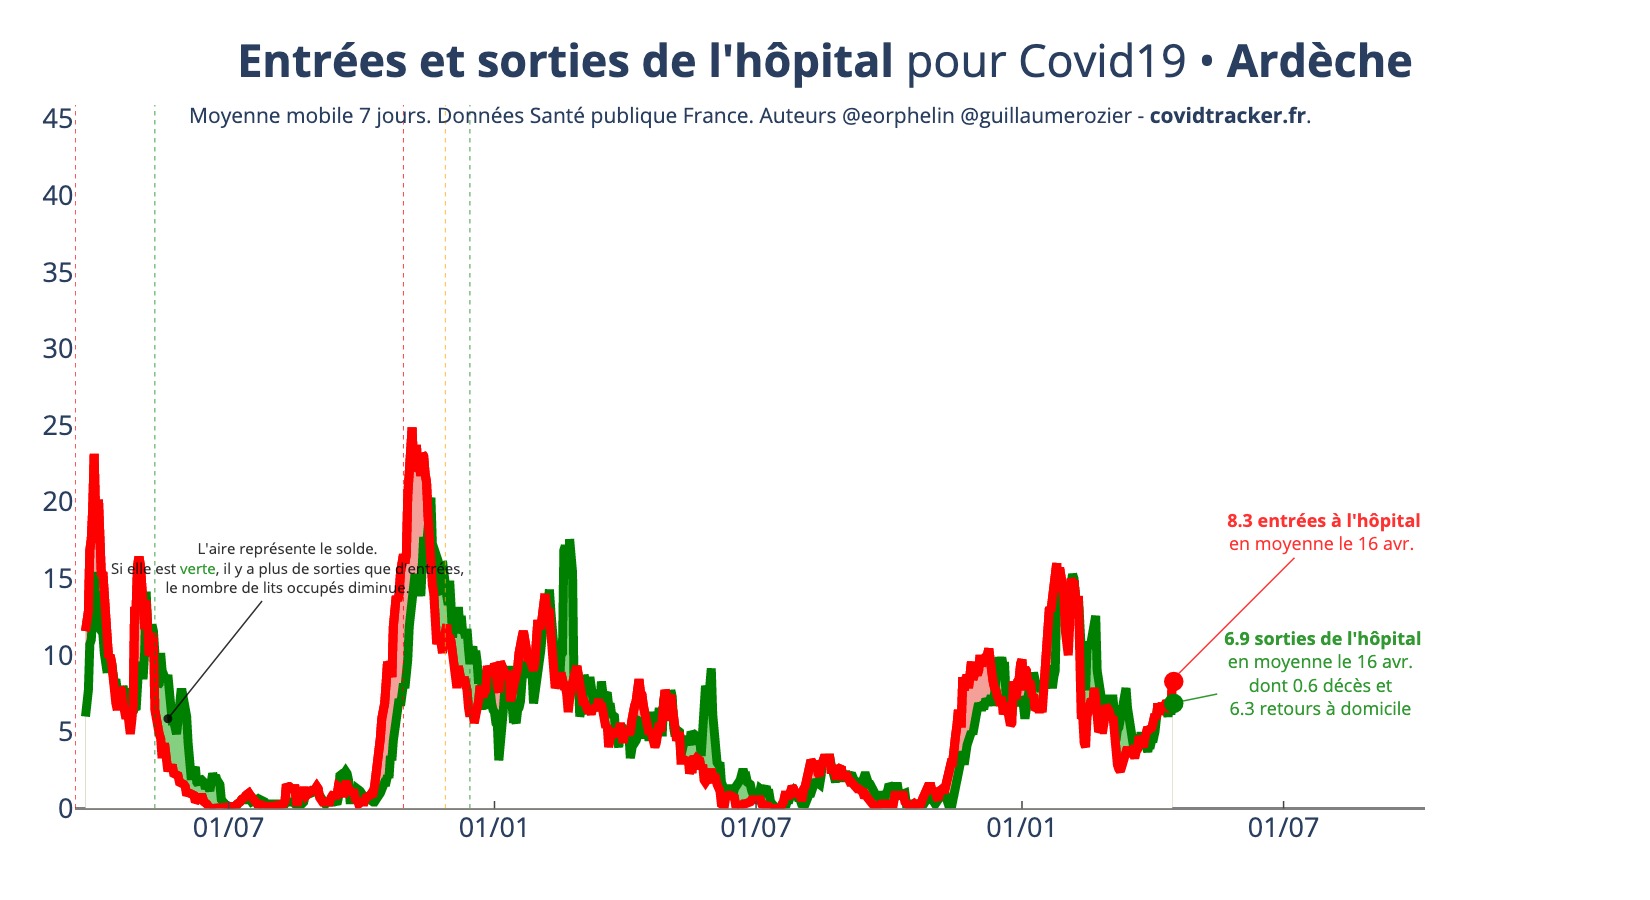 Entrées et sorties de l'hôpital pour Covid19 • Ardèche
Moyenne mobile 7 jours. Données Santé publique France. Auteurs @eorphelin @guillaumerozier - covidtracker.fr.
45
40
35
30
25
20
15
10
5
0
L'aire représente le solde.
Si elle est verte, il y a plus de sorties que d'entrées,
le nombre de lits occupés diminue.
8.3 entrées à l'hôpital
en moyenne le 16 avr.
6.9 sorties de l'hôpital
en moyenne le 16 avr.
dont 0.6 décès et
6.3 retours à domicile
01/07
01/01
01/07
01/01
01/07